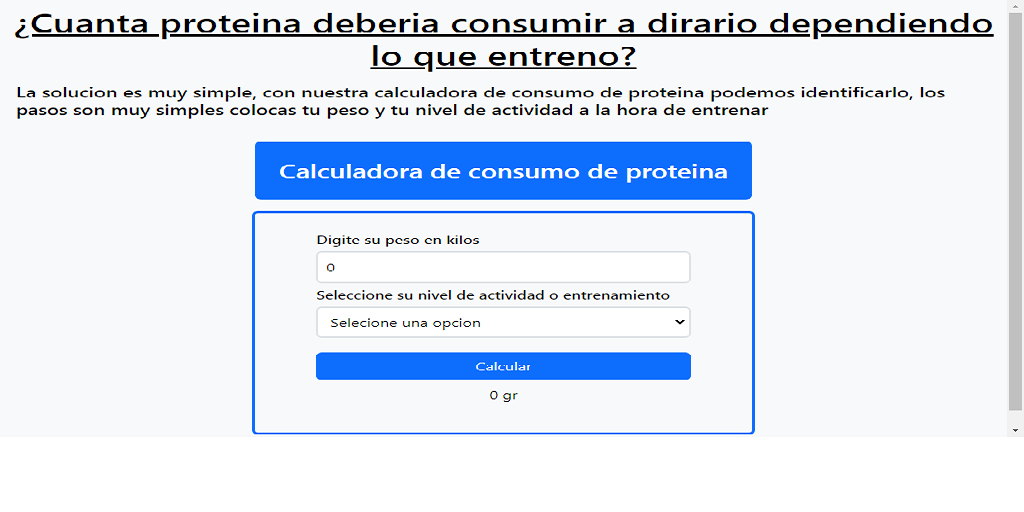 ¿Cuanta proteina deberia consumir a dirario dependiendo
lo que entreno?
La solucion es muy simple, con nuestra calculadora de consumo de proteina podemos identificarlo, los
pasos son muy simples colocas tu peso y tu nivel de actividad a la hora de entrenar
Calculadora de consumo de proteina
Digite su peso en kilos
0
Seleccione su nivel de actividad o entrenamiento
Selecione una opcion
Calcular
0 gr